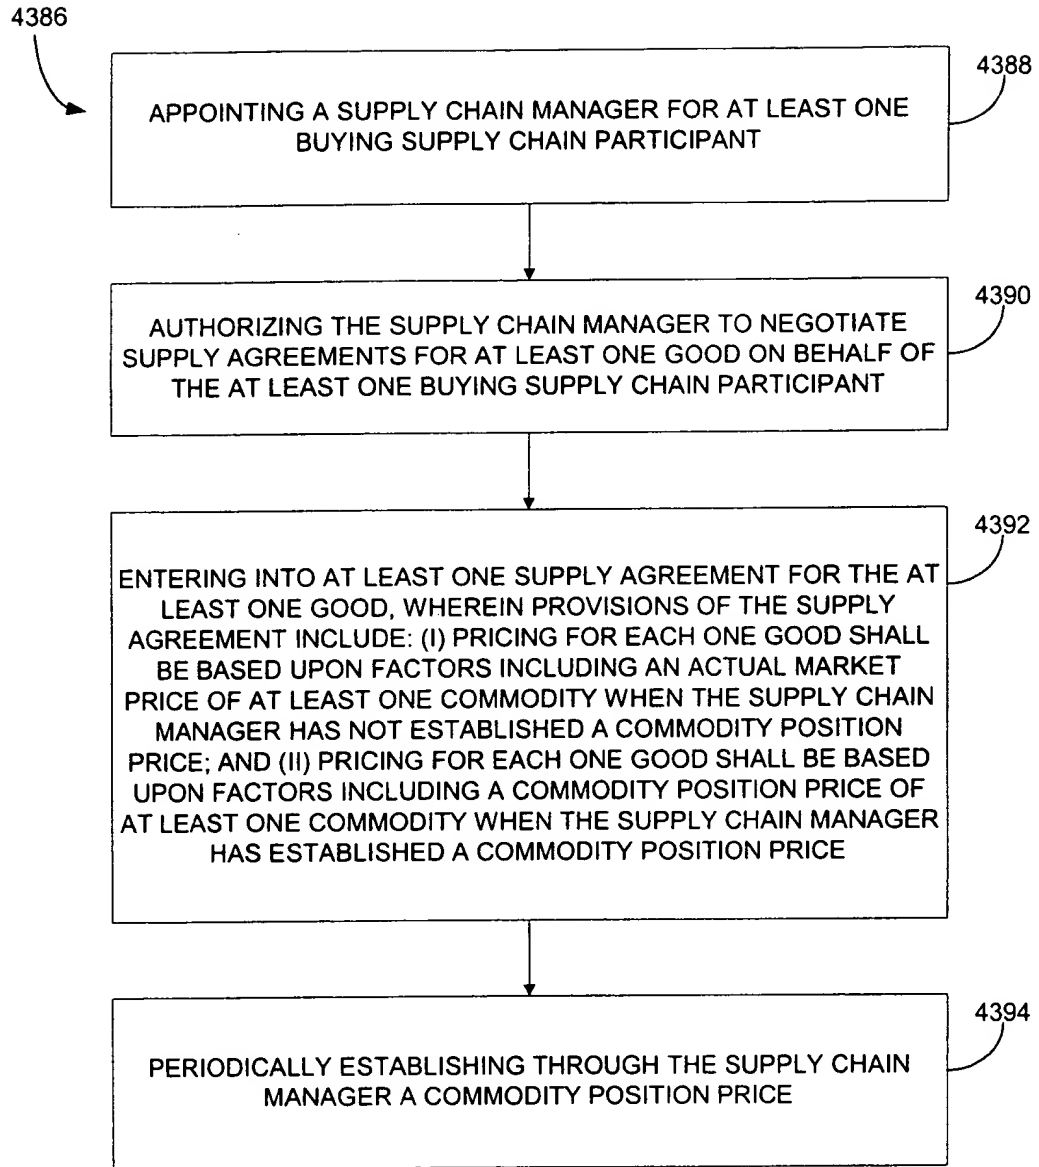 4386
4388
APPOINTING A SUPPLY CHAIN MANAGER FOR AT LEAST ONE
BUYING SUPPLY CHAIN PARTICIPANT
4390
AUTHORIZING THE SUPPLY CHAIN MANAGER TO NEGOTIATE
SUPPLY AGREEMENTS FOR AT LEAST ONE GOOD ON BEHALF OF
THE AT LEAST ONE BUYING SUPPLY CHAIN PARTICIPANT
4392
ENTERING INTO AT LEAST ONE SUPPLY AGREEMENT FOR THE AT
LEAST ONE GOOD, WHEREIN PROVISIONS OF THE SUPPLY
AGREEMENT INCLUDE: (I) PRICING FOR EACH ONE GOOD SHALL
BE BASED UPON FACTORS INCLUDING AN ACTUAL MARKET
PRICE OF AT LEAST ONE COMMODITY WHEN THE SUPPLY CHAIN
MANAGER HAS NOT ESTABLISHED A COMMODITY POSITION
PRICE; AND (II) PRICING FOR EACH ONE GOOD SHALL BE BASED
UPON FACTORS INCLUDING A COMMODITY POSITION PRICE OF
AT LEAST ONE COMMODITY WHEN THE SUPPLY CHAIN MANAGER
HAS ESTABLISHED A COMMODITY POSITION PRICE
4394
PERIODICALLY ESTABLISHING THROUGH THE SUPPLY CHAIN
MANAGER A COMMODITY POSITION PRICE